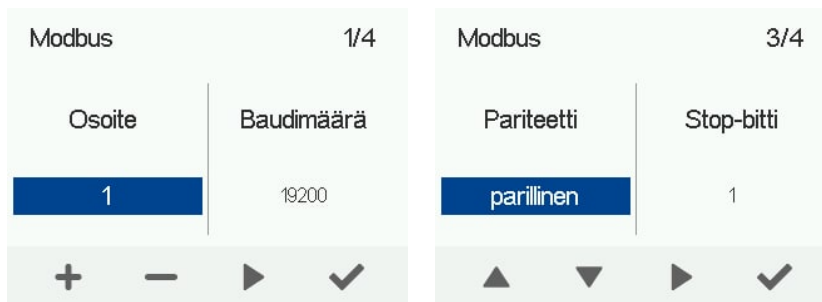 Modbus 1/4
Osoite Baudimäärä
1 19200
Modbus 3/4
Pariteetti Stop-bitti
parillinen 1